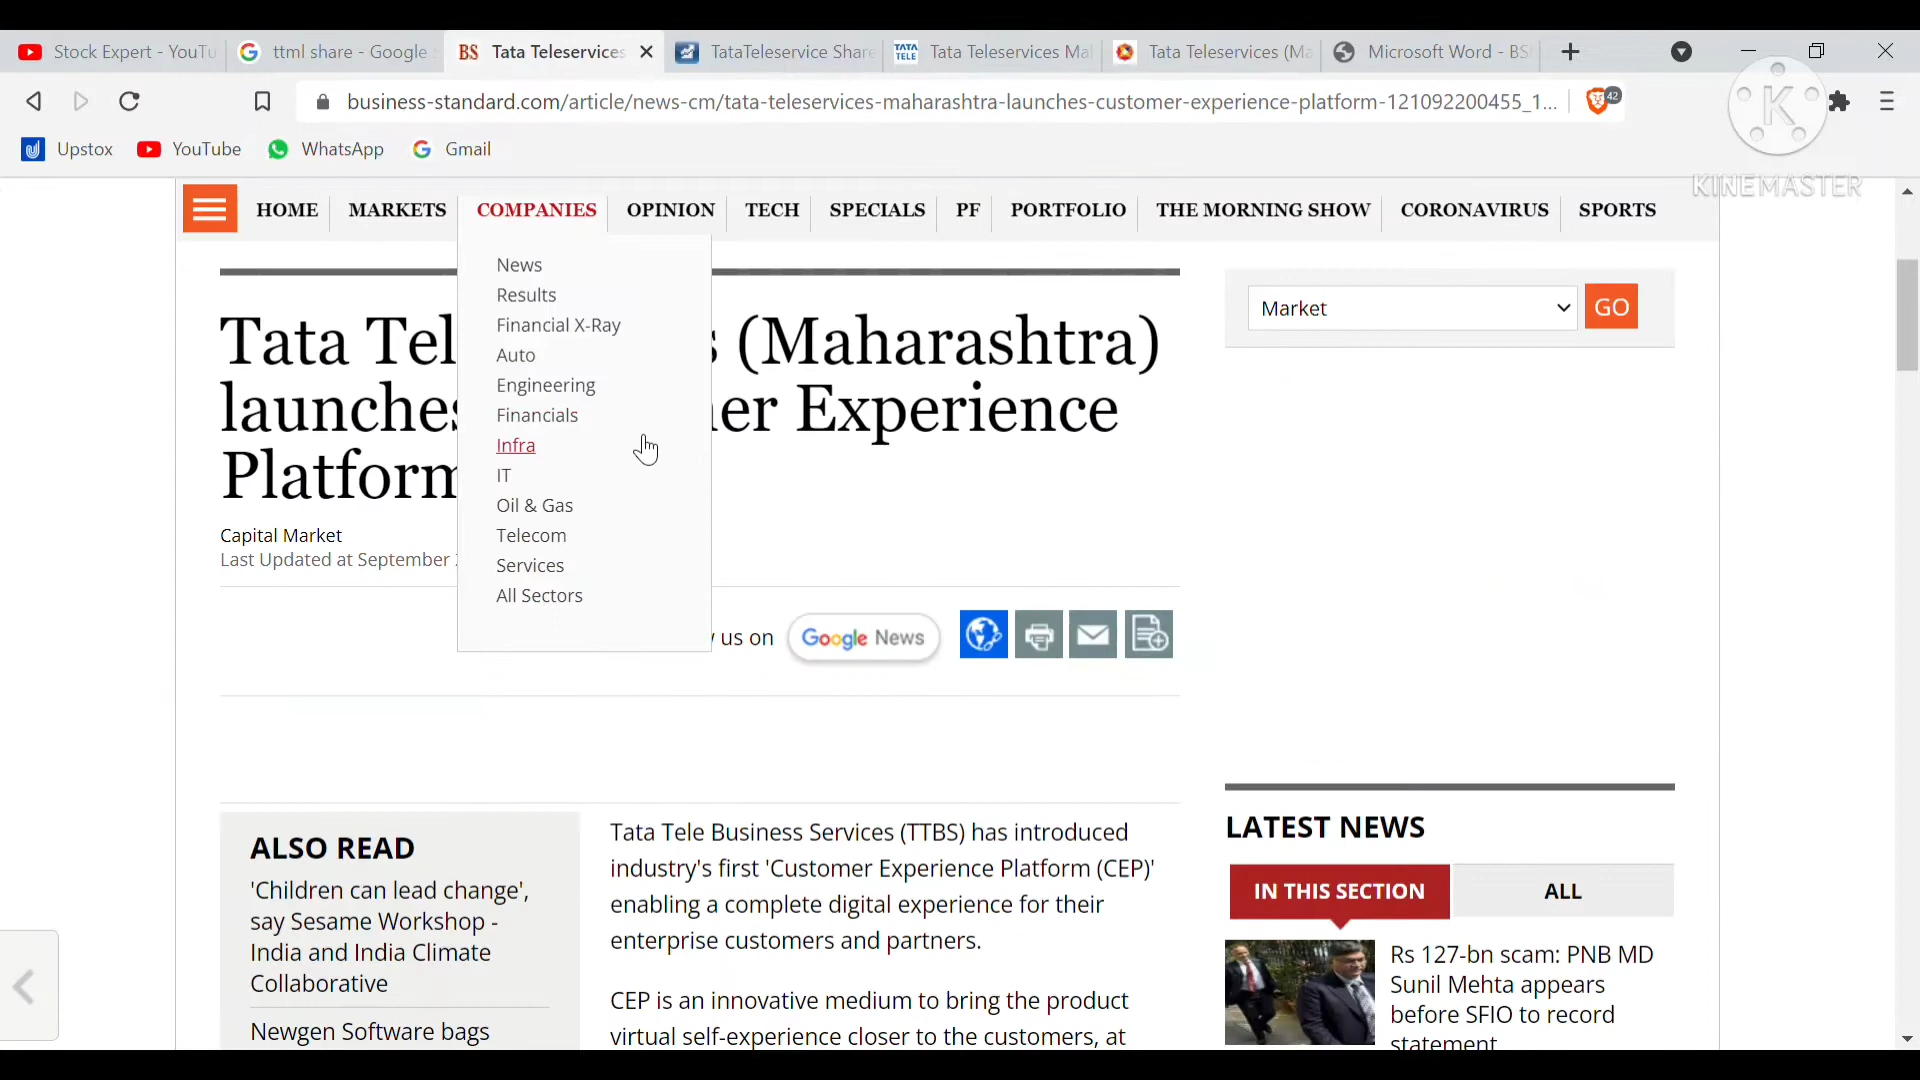 Stock Expert - YouTu
ttml share - Google
BS Tata Teleservices
TataTeleservice Share
TATA TELE Tata Teleservices Ma
Tata Teleservices (Ma
Microsoft Word - BS
business-standard.com/article/news-cm/tata-teleservices-maharashtra-launches-customer-experience-platform-121092200455_1...
42
K
KINEMASTER
Upstox
YouTube
WhatsApp
Gmail
HOME MARKETS COMPANIES OPINION TECH SPECIALS PF PORTFOLIO THE MORNING SHOW CORONAVIRUS SPORTS
News
Results
Financial X-Ray
Auto
Engineering
Financials
Infra
IT
Oil & Gas
Telecom
Services
All Sectors
Market
GO
Tata Tel s (Maharashtra)
launches er Experience
Platform
Capital Market
Last Updated at September
us on Google News
ALSO READ
'Children can lead change',
say Sesame Workshop -
India and India Climate
Collaborative
Newgen Software bags
Tata Tele Business Services (TTBS) has introduced
industry's first 'Customer Experience Platform (CEP)'
enabling a complete digital experience for their
enterprise customers and partners.
CEP is an innovative medium to bring the product
virtual self-experience closer to the customers, at
LATEST NEWS
IN THIS SECTION
ALL
Rs 127-bn scam: PNB MD
Sunil Mehta appears
before SFIO to record
statement